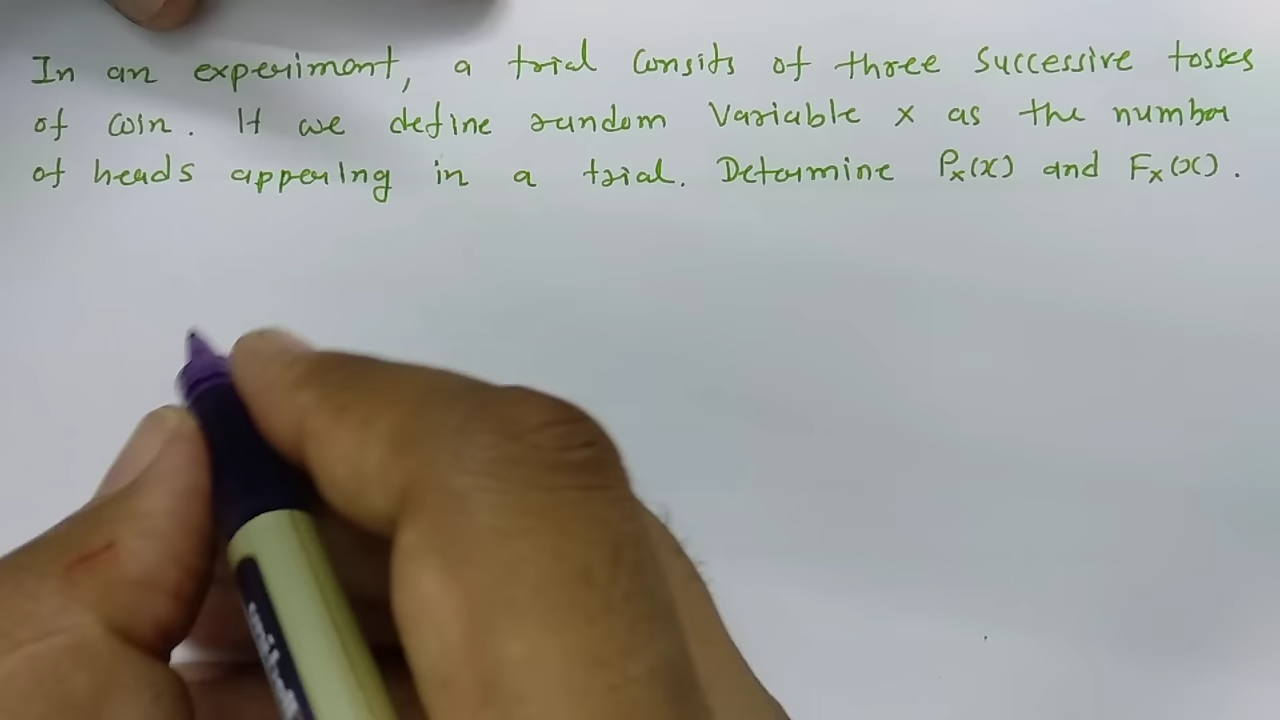 In an experiment, a trial consits of three successive tosses
of coin. If we define random variable X as the number
of heads appering in a trial. Determine Px(x) and Fx(x).